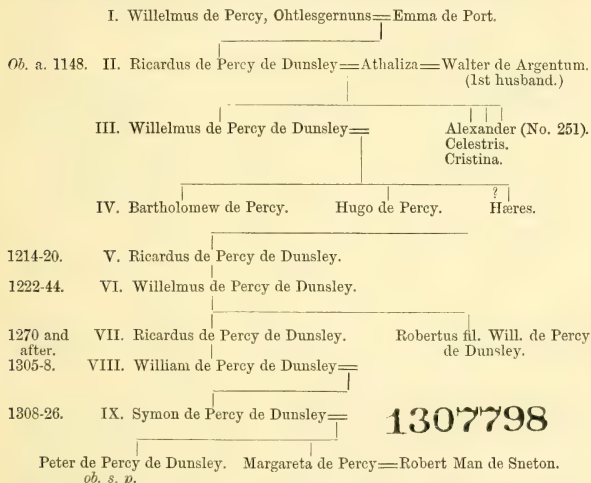 I. Willelmus de Percy, Ohtlesgernuns=Emma de Port.
Ob. a. 1148. II. Ricardus de Percy de Dunsley=Athaliza=Walter de Argentum.
(1st husband.)
III. Willelmus de Percy de Dunsley= Alexander (No. 251).
Celestris.
Cristina.
?
IV. Bartholomew de Percy. Hugo de Percy. Hæres.
1214-20. V. Ricardus de Percy de Dunsley.
1222-44. VI. Willelmus de Percy de Dunsley.
1270 and after. VII. Ricardus de Percy de Dunsley. Robertus fil. Will. de Percy de Dunsley.
1305-8. VIII. William de Percy de Dunsley=
1308-26. IX. Symon de Percy de Dunsley= 1307798
Peter de Percy de Dunsley. Margareta de Percy=Robert Man de Sneton.
ob. s. p.